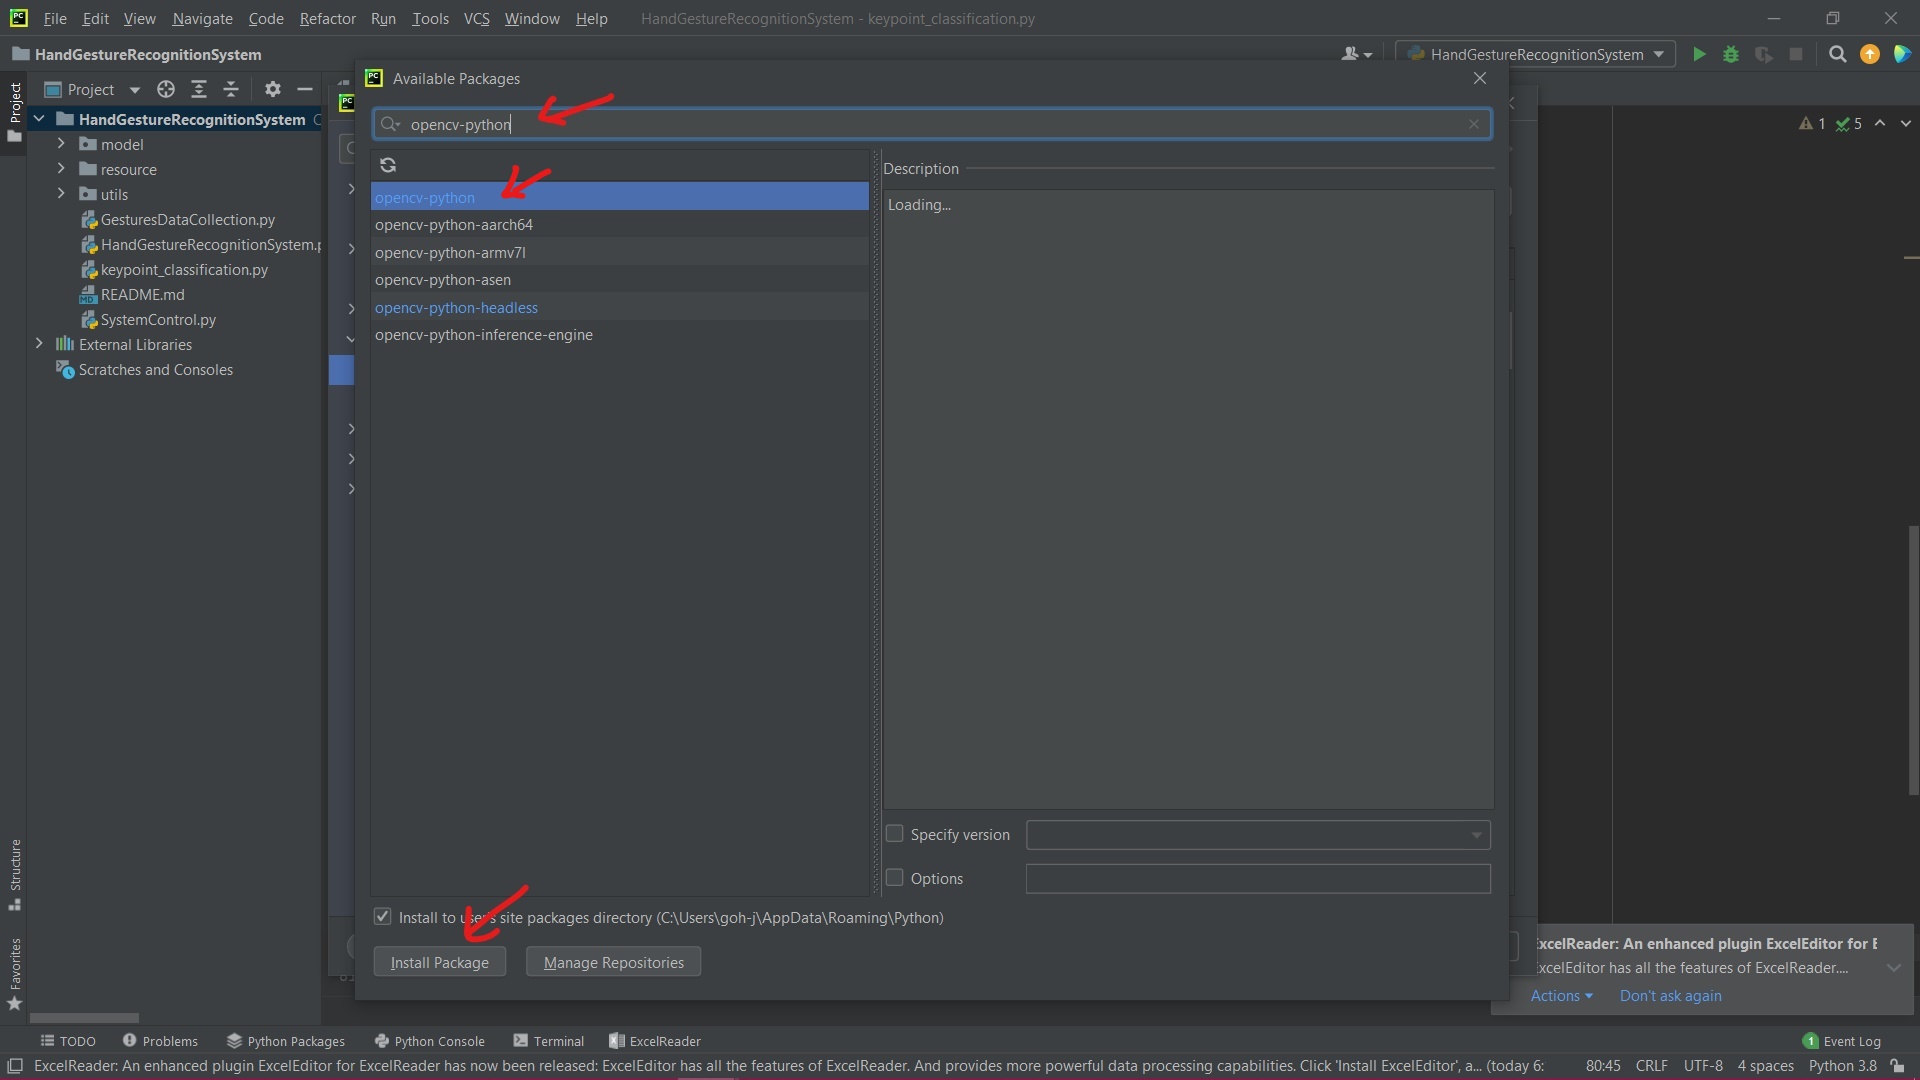 File Edit View Navigate Code Refactor Run Tools VCS Window Help HandGestureRecognitionSystem - keypoint_classification.py
HandGestureRecognitionSystem
HandGestureRecognitionSystem
Project
Project
HandGestureRecognitionSystem
model
resource
utils
GesturesDataCollection.py
HandGestureRecognitionSystem.p
keypoint_classification.py
README.md
SystemControl.py
External Libraries
Scratches and Consoles
Available Packages
opencv-python
opencv-python
opencv-python-aarch64
opencv-python-armv7l
opencv-python-asen
opencv-python-headless
opencv-python-inference-engine
Description
Loading...
Specify version
Options
Install to user's site packages directory (C:\Users\goh-j\AppData\Roaming\Python)
Install Package
Manage Repositories
1 5
Structure
Favorites
ExcelReader: An enhanced plugin ExcelEditor for E
ExcelEditor has all the features of ExcelReader....
Actions Don't ask again
TODO Problems Python Packages Python Console Terminal ExcelReader 1 Event Log
ExcelReader: An enhanced plugin ExcelEditor for ExcelReader has now been released: ExcelEditor has all the features of ExcelReader. And provides more powerful data processing capabilities. Click 'Install ExcelEditor', a... (today 6: 80:45 CRLF UTF-8 4 spaces Python 3.8